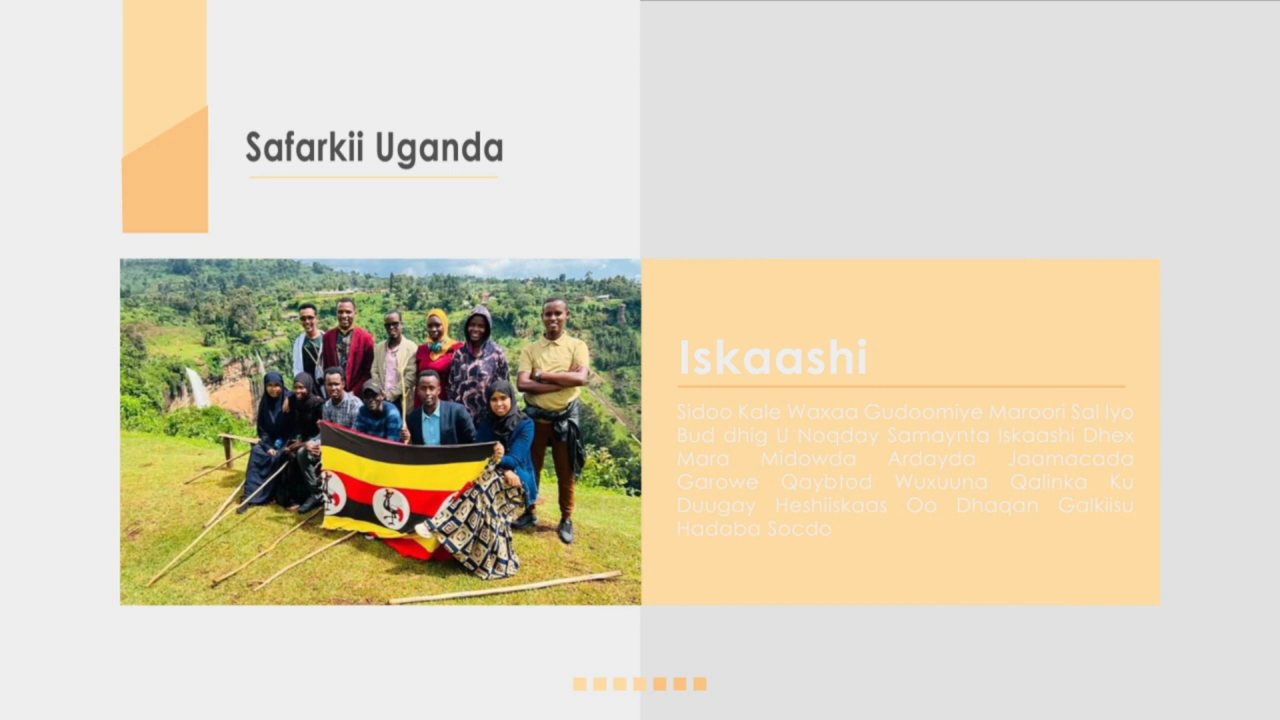 Safarkii Uganda
Iskaashi
Sidoo Kale Waxaa Gudoomiye Maroori Sal Iyo
Bud dhig U Noqday Samaynta Iskaashi Dhex
Mara Midowda Ardayda Jaamacada
Garowe Qaybtod Wuxuuna Qalinka Ku
Duugay Heshiiskaas Oo Dhaqan Galkiisu
Hadaba Socdo